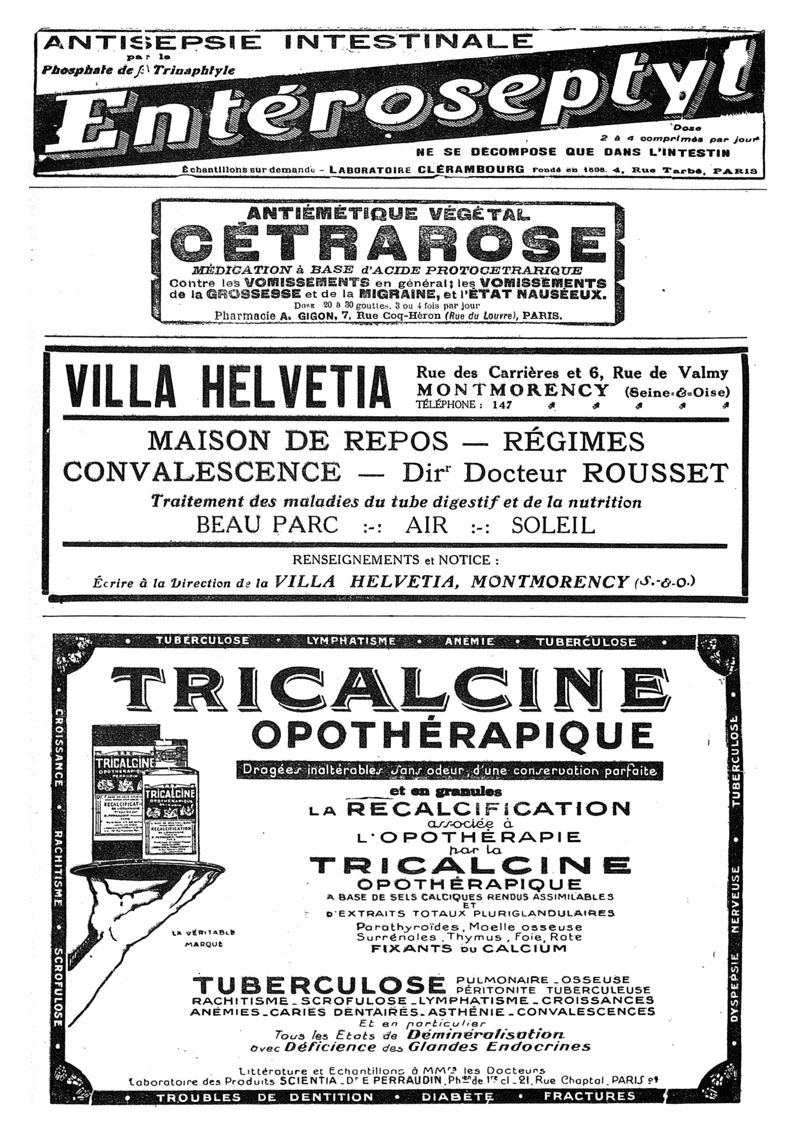 ANTISEPSIE INTESTINALE
par le
Phosphate de β Trinaphtyle
Entéroseptyl
Dose
2 à 4 comprimés par jour
NE SE DÉCOMPOSE QUE DANS L'INTESTIN
Échantillons sur demande - LABORATOIRE CLÉRAMBOURG fondé en 1898. 4, Rue Tarbé, PARIS
ANTIÉMÉTIQUE VÉGÉTAL
CÉTRAROSE
MÉDICATION à BASE d'ACIDE PROTOCETRARIQUE
Contre les VOMISSEMENTS en général; les VOMISSEMENTS
de la GROSSESSE et de la MIGRAINE, et l'ÉTAT NAUSÉEUX.
Dose 20 à 30 gouttes, 3 ou 4 fois par jour
Pharmacie A. GIGON, 7, Rue Coq-Héron (Rue du Louvre), PARIS.
VILLA HELVETIA
Rue des Carrières et 6, Rue de Valmy
MONTMORENCY (Seine-&-Oise)
TÉLÉPHONE : 147
MAISON DE REPOS — RÉGIMES
CONVALESCENCE — Dirʳ Docteur ROUSSET
Traitement des maladies du tube digestif et de la nutrition
BEAU PARC :-: AIR :-: SOLEIL
RENSEIGNEMENTS et NOTICE :
Écrire à la Direction de la VILLA HELVETIA, MONTMORENCY (S.-&-O.)
TUBERCULOSE • LYMPHATISME • ANÉMIE • TUBERCULOSE
TRICALCINE
OPOTHÉRAPIQUE
Dragées inaltérables sans odeur, d'une conservation parfaite
et en granules
LA RECALCIFICATION
associée à
L'OPOTHÉRAPIE
par la
TRICALCINE
OPOTHÉRAPIQUE
A BASE DE SELS CALCIQUES RENDUS ASSIMILABLES
ET
D'EXTRAITS TOTAUX PLURIGLANDULAIRES
Parathyroïdes, Moelle osseuse
Surrénales, Thymus, Foie, Rate
FIXANTS DU CALCIUM
TRICALCINE
OPOTHÉRAPIQUE
RECALCIFICATION
TRICALCINE
RECALCIFICATION
LA VÉRITABLE
MARQUE
CROISSANCE • RACHITISME • SCROFULOSE
TUBERCULOSE • DYSPEPSIE NERVEUSE
TUBERCULOSE PULMONAIRE - OSSEUSE
PÉRITONITE TUBERCULEUSE
RACHITISME - SCROFULOSE - LYMPHATISME - CROISSANCES
ANÉMIES - CARIES DENTAIRES - ASTHÉNIE - CONVALESCENCES
Et en particulier
Tous les Etats de Déminéralisation
avec Déficience des Glandes Endocrines
Littérature et Echantillons à MMʳˢ les Docteurs
Laboratoire des Produits SCIENTIA - Dʳ E PERRAUDIN, Phᵉⁿ de 1ʳᵉ cl - 21, Rue Chaptal, PARIS 9ᵗ
TROUBLES DE DENTITION • DIABÈTE • FRACTURES